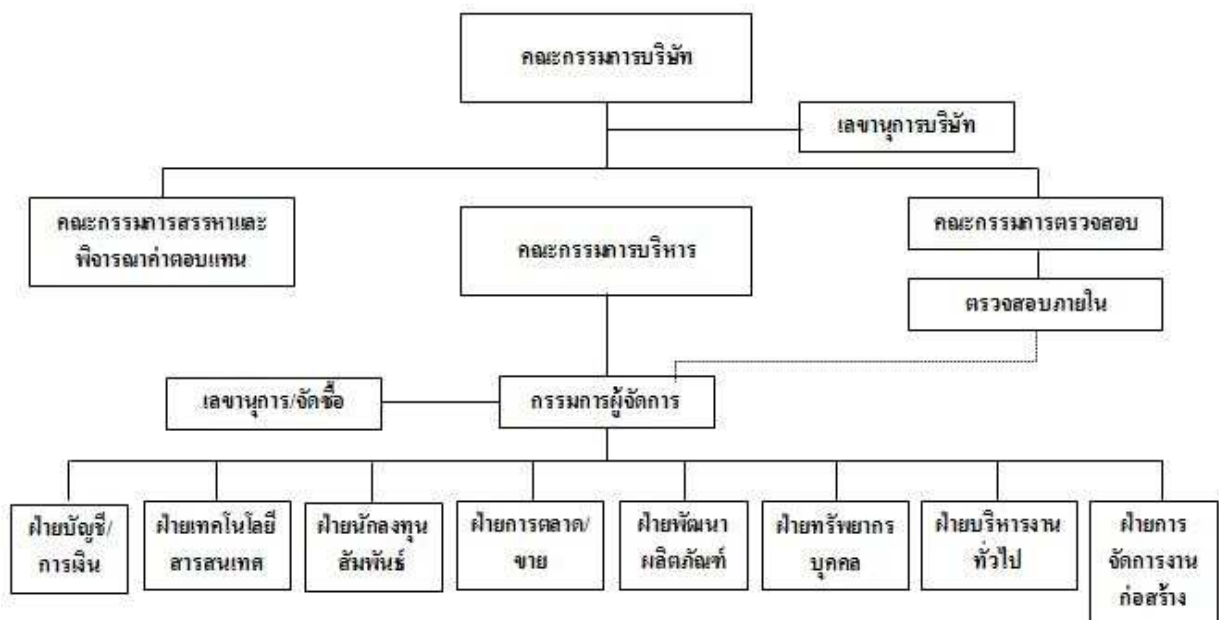 คณะกรรมการบริษัท
เลขานุการบริษัท
คณะกรรมการสรรหาและ
พิจารณาค่าตอบแทน
คณะกรรมการบริหาร
คณะกรรมการตรวจสอบ
ตรวจสอบภายใน
เลขานุการ/จัดซื้อ
กรรมการผู้จัดการ
ฝ่ายบัญชี/
การเงิน
ฝ่ายเทคโนโลยี
สารสนเทศ
ฝ่ายนักลงทุน
สัมพันธ์
ฝ่ายการตลาด/
ขาย
ฝ่ายพัฒนา
ผลิตภัณฑ์
ฝ่ายทรัพยากร
บุคคล
ฝ่ายบริหารงาน
ทั่วไป
ฝ่ายการ
จัดการงาน
ก่อสร้าง